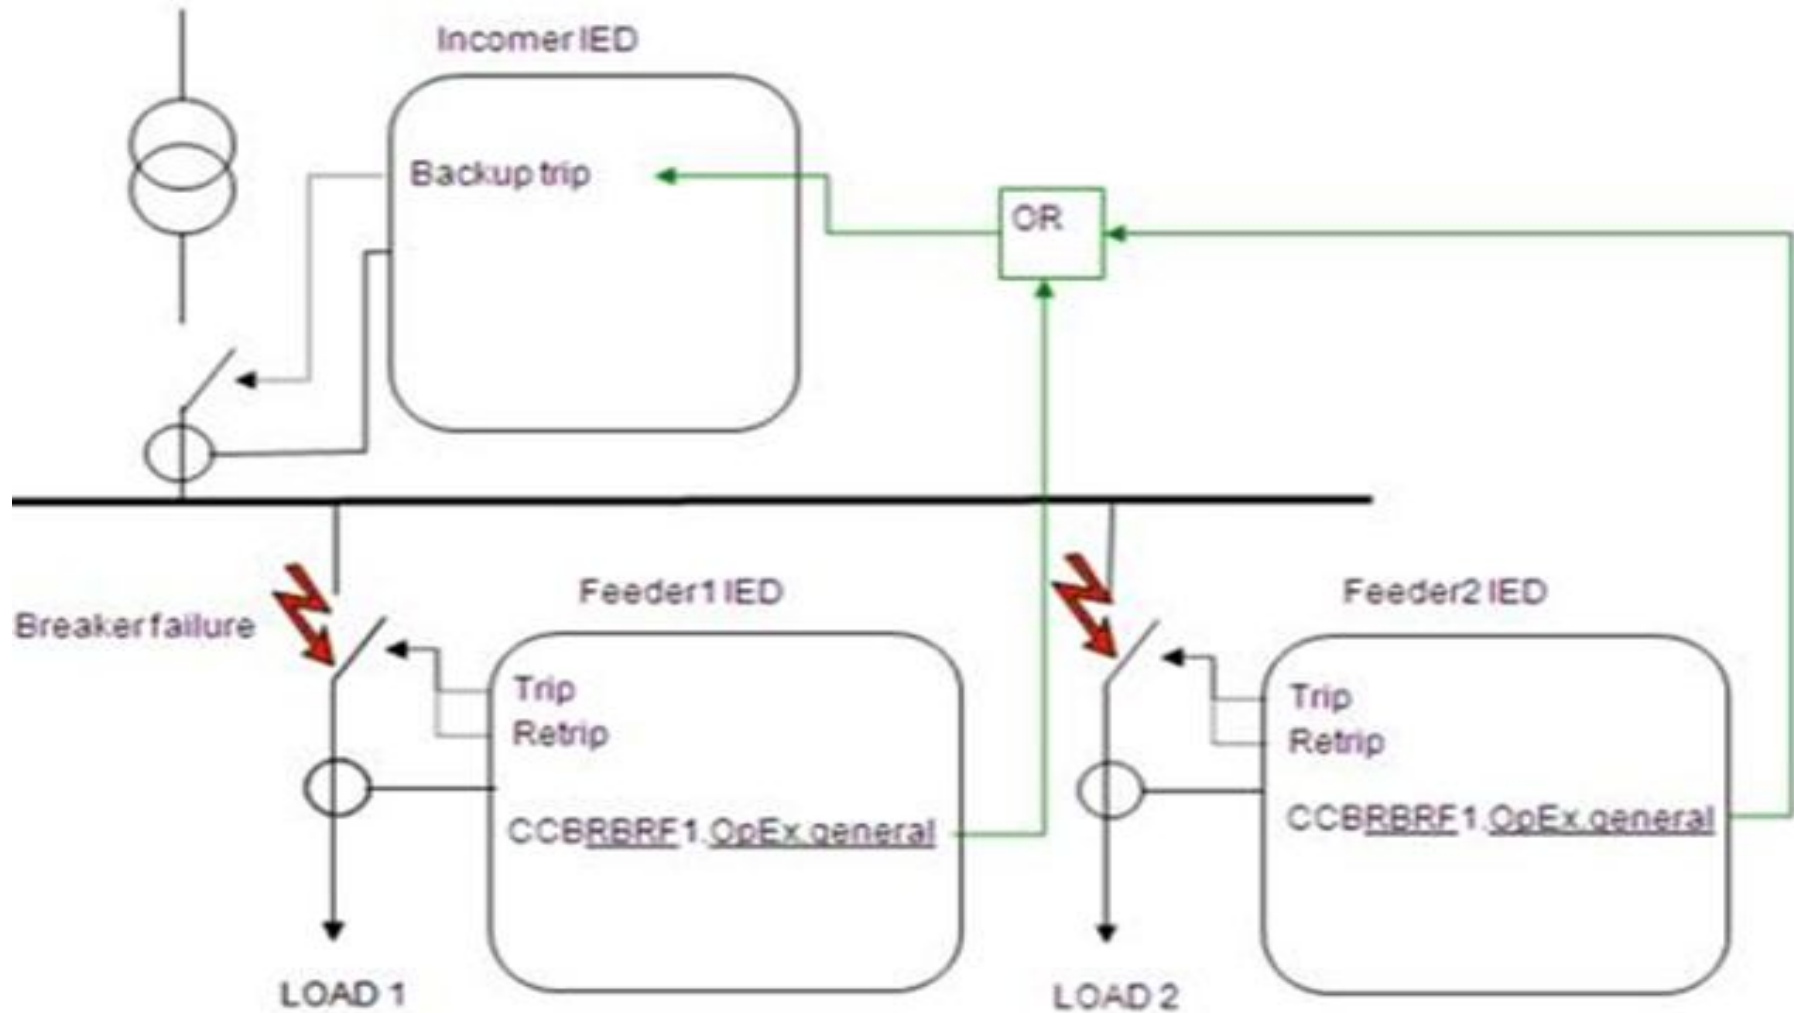 Incomer IED
Backup trip
OR
Breaker failure
Feeder1 IED
Trip
Retrip
CCBRBRF1.OpEx.general
LOAD 1
Feeder2 IED
Trip
Retrip
CCBRBRF1.OpEx.general
LOAD 2